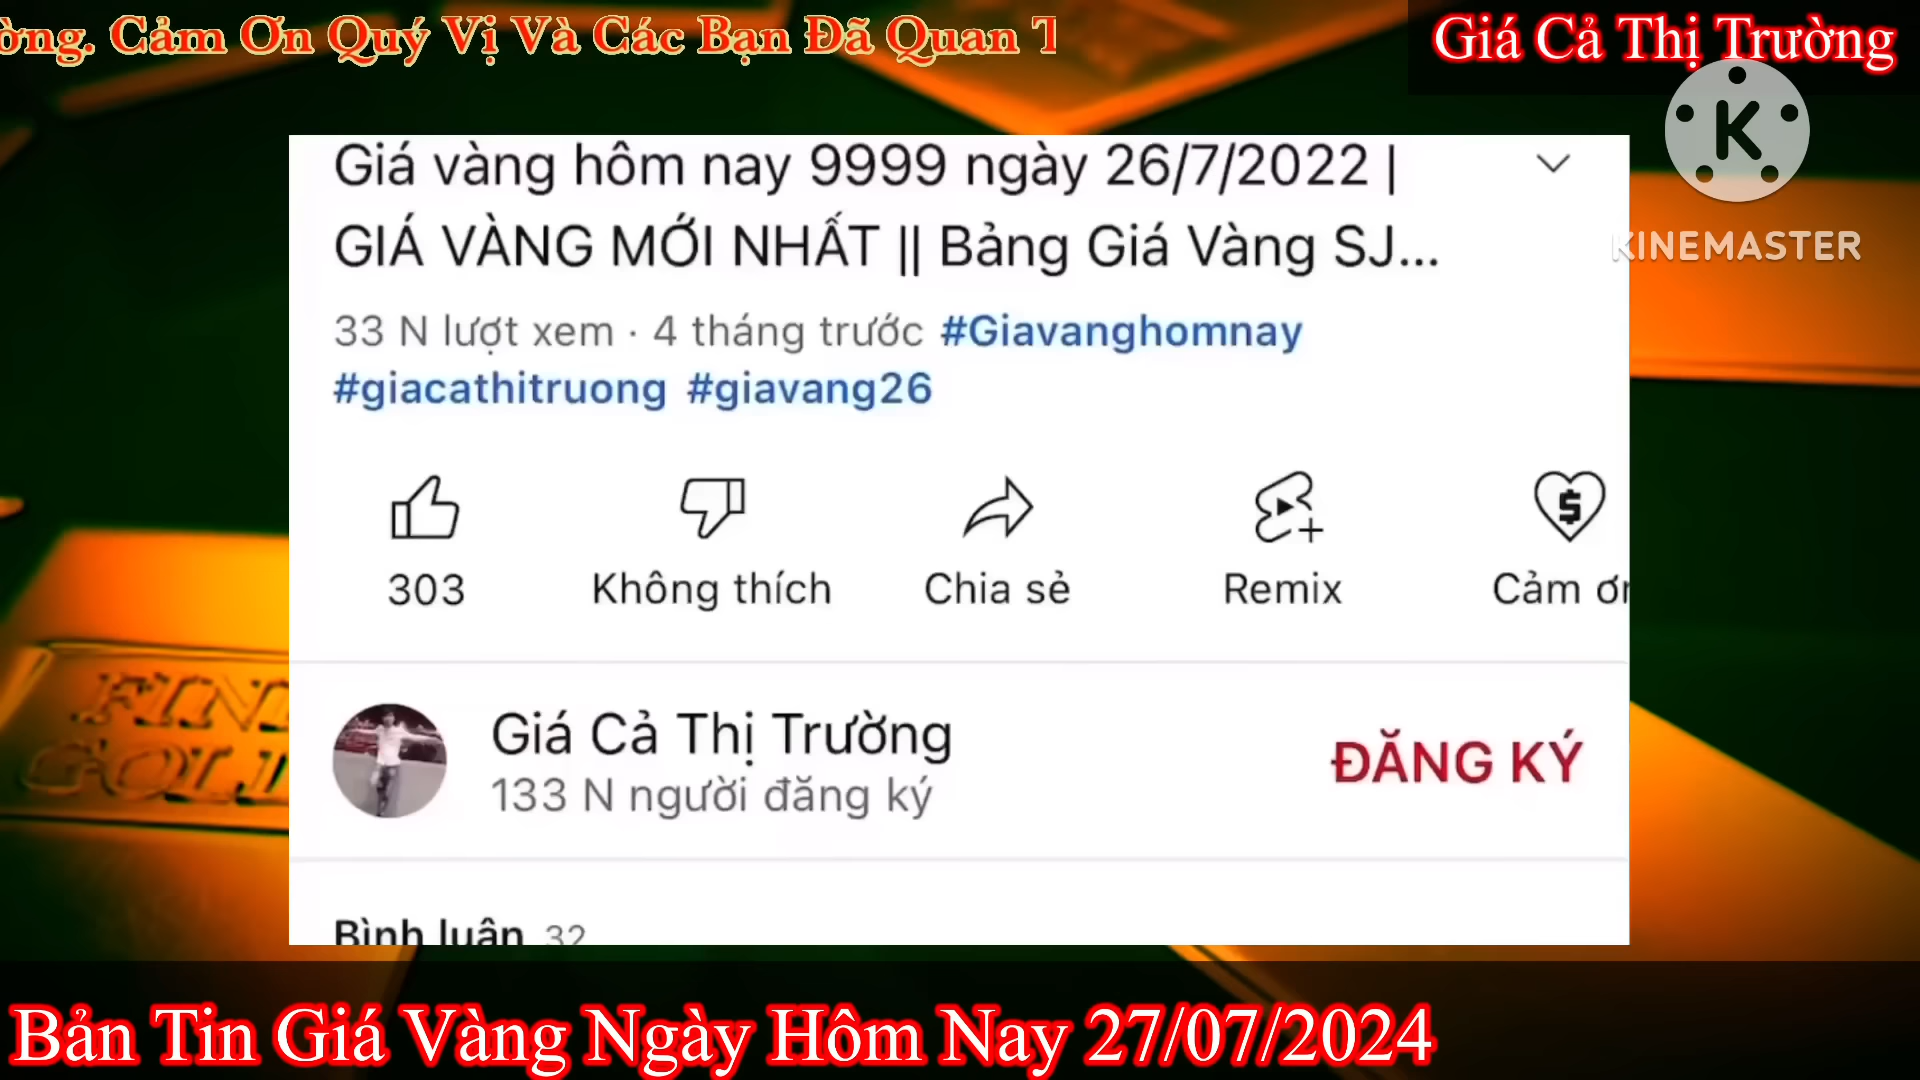 ờng. Cảm Ơn Quý Vị Và Các Bạn Đã Quan T
Giá Cả Thị Trường
K
KINEMASTER
Giá vàng hôm nay 9999 ngày 26/7/2022 |
GIÁ VÀNG MỚI NHẤT || Bảng Giá Vàng SJ...
33 N lượt xem · 4 tháng trước #Giavanghomnay
#giacathitruong #giavang26
303
Không thích
Chia sẻ
Remix
Cảm ơn
Giá Cả Thị Trường
133 N người đăng ký
ĐĂNG KÝ
Bình luận 32
FINE
GOLD
Bản Tin Giá Vàng Ngày Hôm Nay 27/07/2024